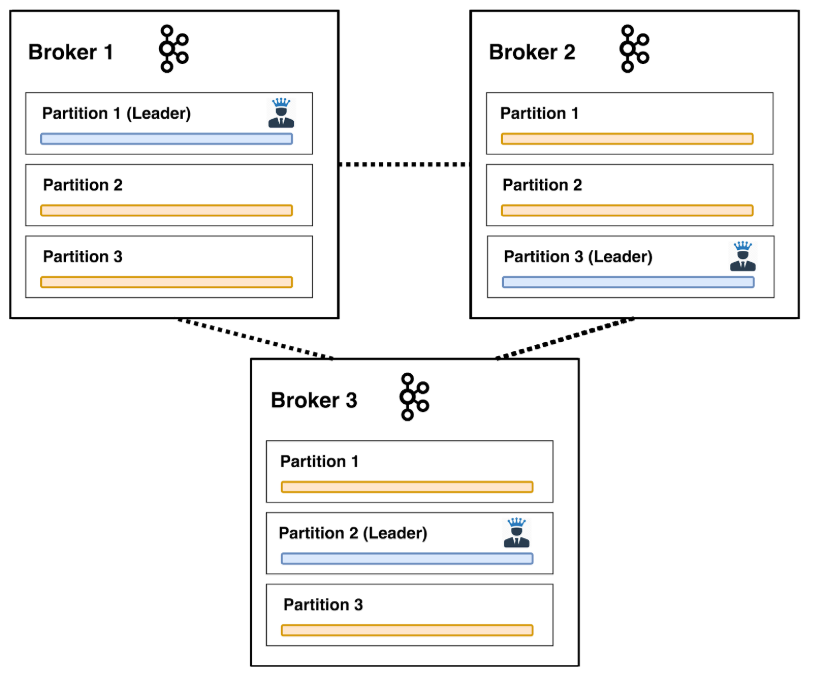 Broker 1
Partition 1 (Leader)
Partition 2
Partition 3
Broker 2
Partition 1
Partition 2
Partition 3 (Leader)
Broker 3
Partition 1
Partition 2 (Leader)
Partition 3